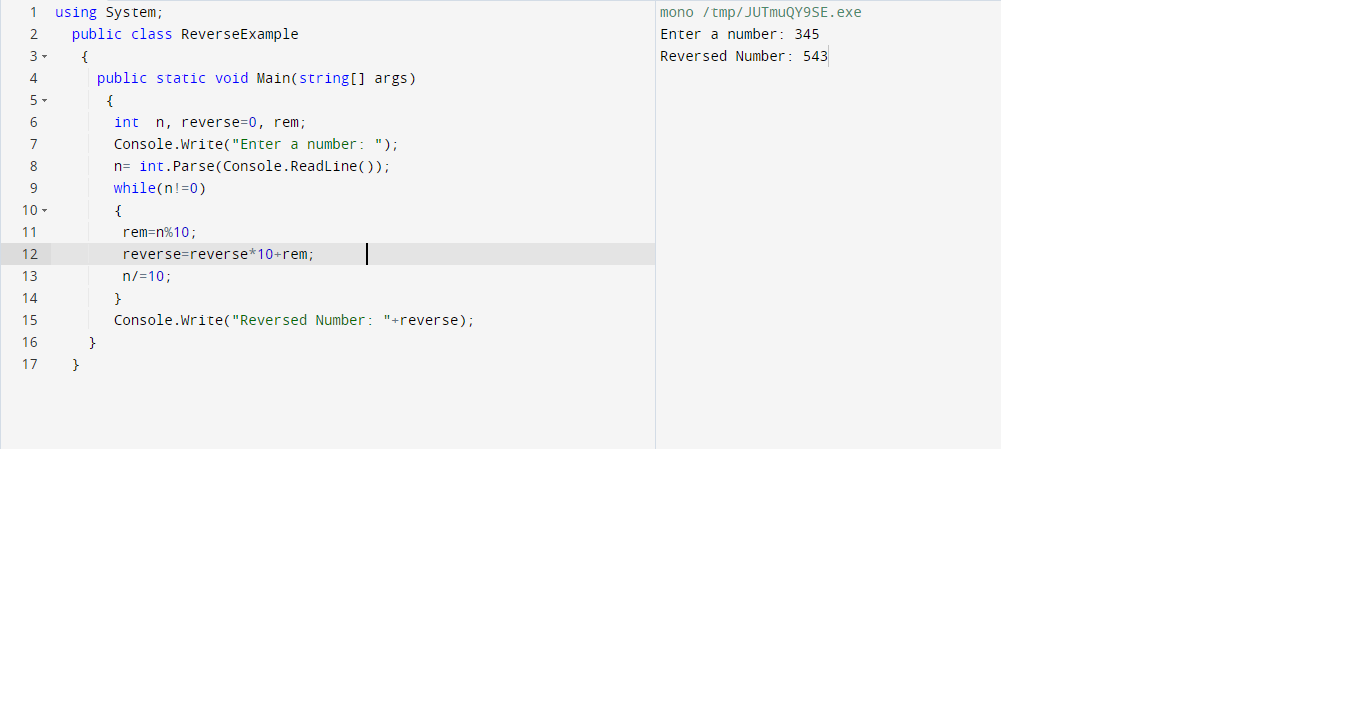 1 using System;
2 public class ReverseExample
3 {
4 public static void Main(string[] args)
5 {
6 int  n, reverse=0, rem;
7 Console.Write("Enter a number: ");
8 n= int.Parse(Console.ReadLine());
9 while(n!=0)
10 {
11 rem=n%10;
12 reverse=reverse*10+rem;
13 n/=10;
14 }
15 Console.Write("Reversed Number: "+reverse);
16 }
17 }
mono /tmp/JUTmuQY9SE.exe
Enter a number: 345
Reversed Number: 543